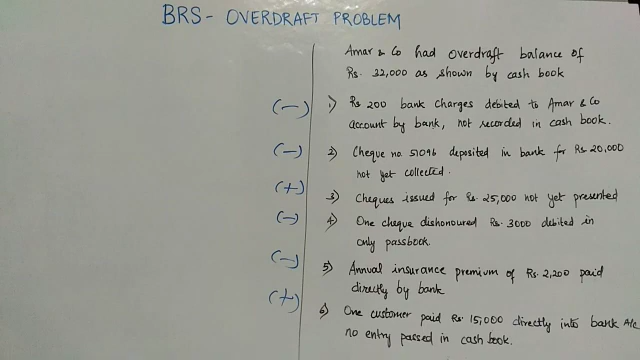 BRS - OVERDRAFT PROBLEM
Amar & Co had overdraft balance of
Rs. 32,000 as shown by cash book
(-) 1) Rs 200 bank charges debited to Amar & Co
account by bank, not recorded in cash book.
(-) 2) Cheque no. 51096 deposited in bank for Rs. 20,000
not yet collected.
(+) 3) Cheques issued for Rs. 25,000 not yet presented
(-) 4) One cheque dishonoured Rs. 3000 debited in
only passbook.
(-) 5) Annual insurance premium of Rs. 2,200 paid
directly by bank
(+) 6) One customer paid Rs. 15,000 directly into bank A/c
no entry passed in cash book.